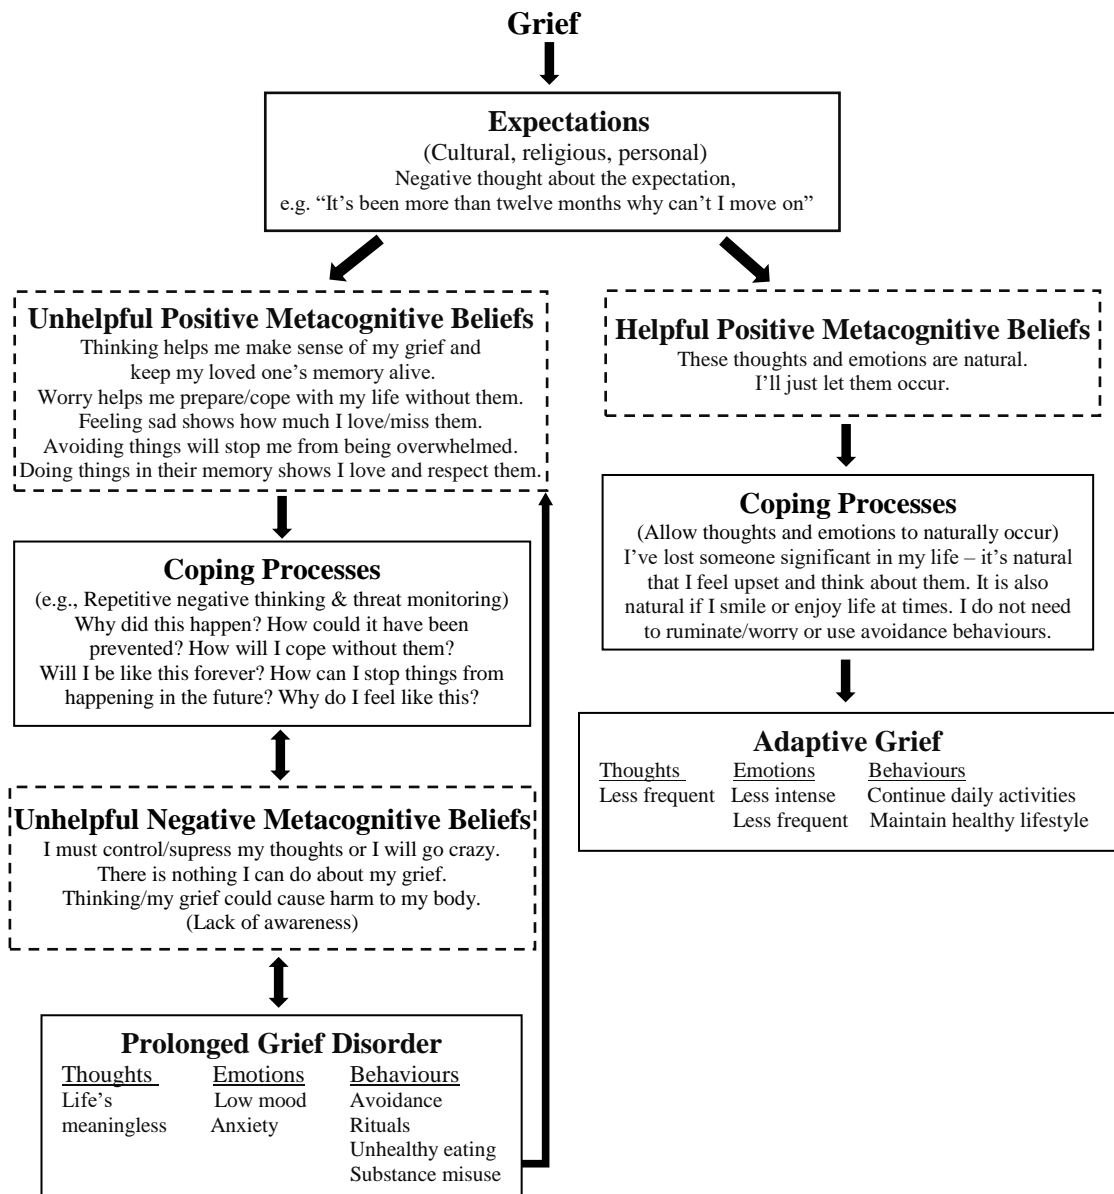 Grief
Expectations
(Cultural, religious, personal)
Negative thought about the expectation,
e.g. “It’s been more than twelve months why can’t I move on”
Unhelpful Positive Metacognitive Beliefs
Thinking helps me make sense of my grief and
keep my loved one’s memory alive.
Worry helps me prepare/cope with my life without them.
Feeling sad shows how much I love/miss them.
Avoiding things will stop me from being overwhelmed.
Doing things in their memory shows I love and respect them.
Helpful Positive Metacognitive Beliefs
These thoughts and emotions are natural.
I’ll just let them occur.
Coping Processes
(e.g., Repetitive negative thinking & threat monitoring)
Why did this happen? How could it have been
prevented? How will I cope without them?
Will I be like this forever? How can I stop things from
happening in the future? Why do I feel like this?
Coping Processes
(Allow thoughts and emotions to naturally occur)
I’ve lost someone significant in my life – it’s natural
that I feel upset and think about them. It is also
natural if I smile or enjoy life at times. I do not need
to ruminate/worry or use avoidance behaviours.
Unhelpful Negative Metacognitive Beliefs
I must control/supress my thoughts or I will go crazy.
There is nothing I can do about my grief.
Thinking/my grief could cause harm to my body.
(Lack of awareness)
Adaptive Grief
Thoughts Emotions Behaviours
Less frequent Less intense Continue daily activities
Less frequent Maintain healthy lifestyle
Prolonged Grief Disorder
Thoughts Emotions Behaviours
Life’s Low mood Avoidance
meaningless Anxiety Rituals
Unhealthy eating
Substance misuse